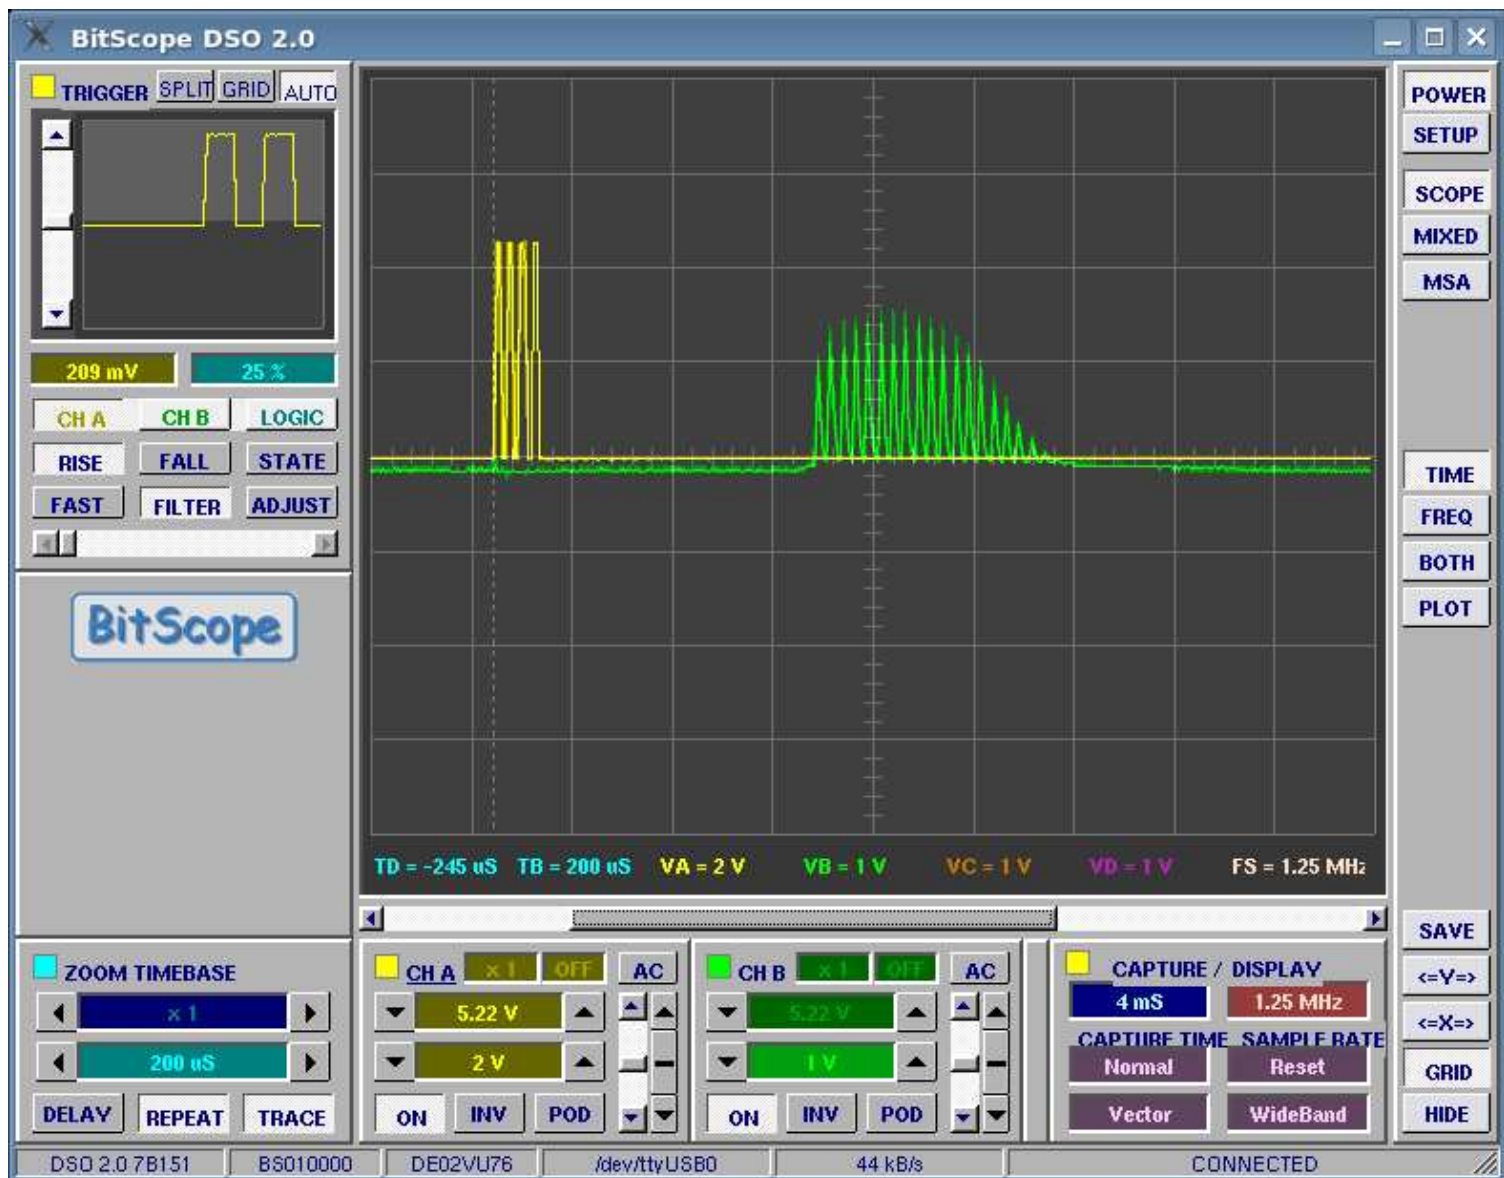 BitScope DSO 2.0
TRIGGER SPLIT GRID AUTO
209 mV 25 %
CH A CH B LOGIC
RISE FALL STATE
FAST FILTER ADJUST
BitScope
TD = -245 uS TB = 200 uS VA = 2 V VB = 1 V VC = 1 V VD = 1 V FS = 1.25 MHz
POWER
SETUP
SCOPE
MIXED
MSA
TIME
FREQ
BOTH
PLOT
SAVE
<=Y=>
<=X=>
GRID
HIDE
ZOOM TIMEBASE
x 1
200 uS
DELAY REPEAT TRACE
CH A x 1 OFF AC
5.22 V
2 V
ON INV POD
CH B x 1 OFF AC
5.22 V
1 V
ON INV POD
CAPTURE / DISPLAY
4 mS 1.25 MHz
CAPTURE TIME SAMPLE RATE
Normal Reset
Vector WideBand
DSO 2.0 7B151 BS010000 DE02VU76 /dev/ttyUSB0 44 kB/s CONNECTED